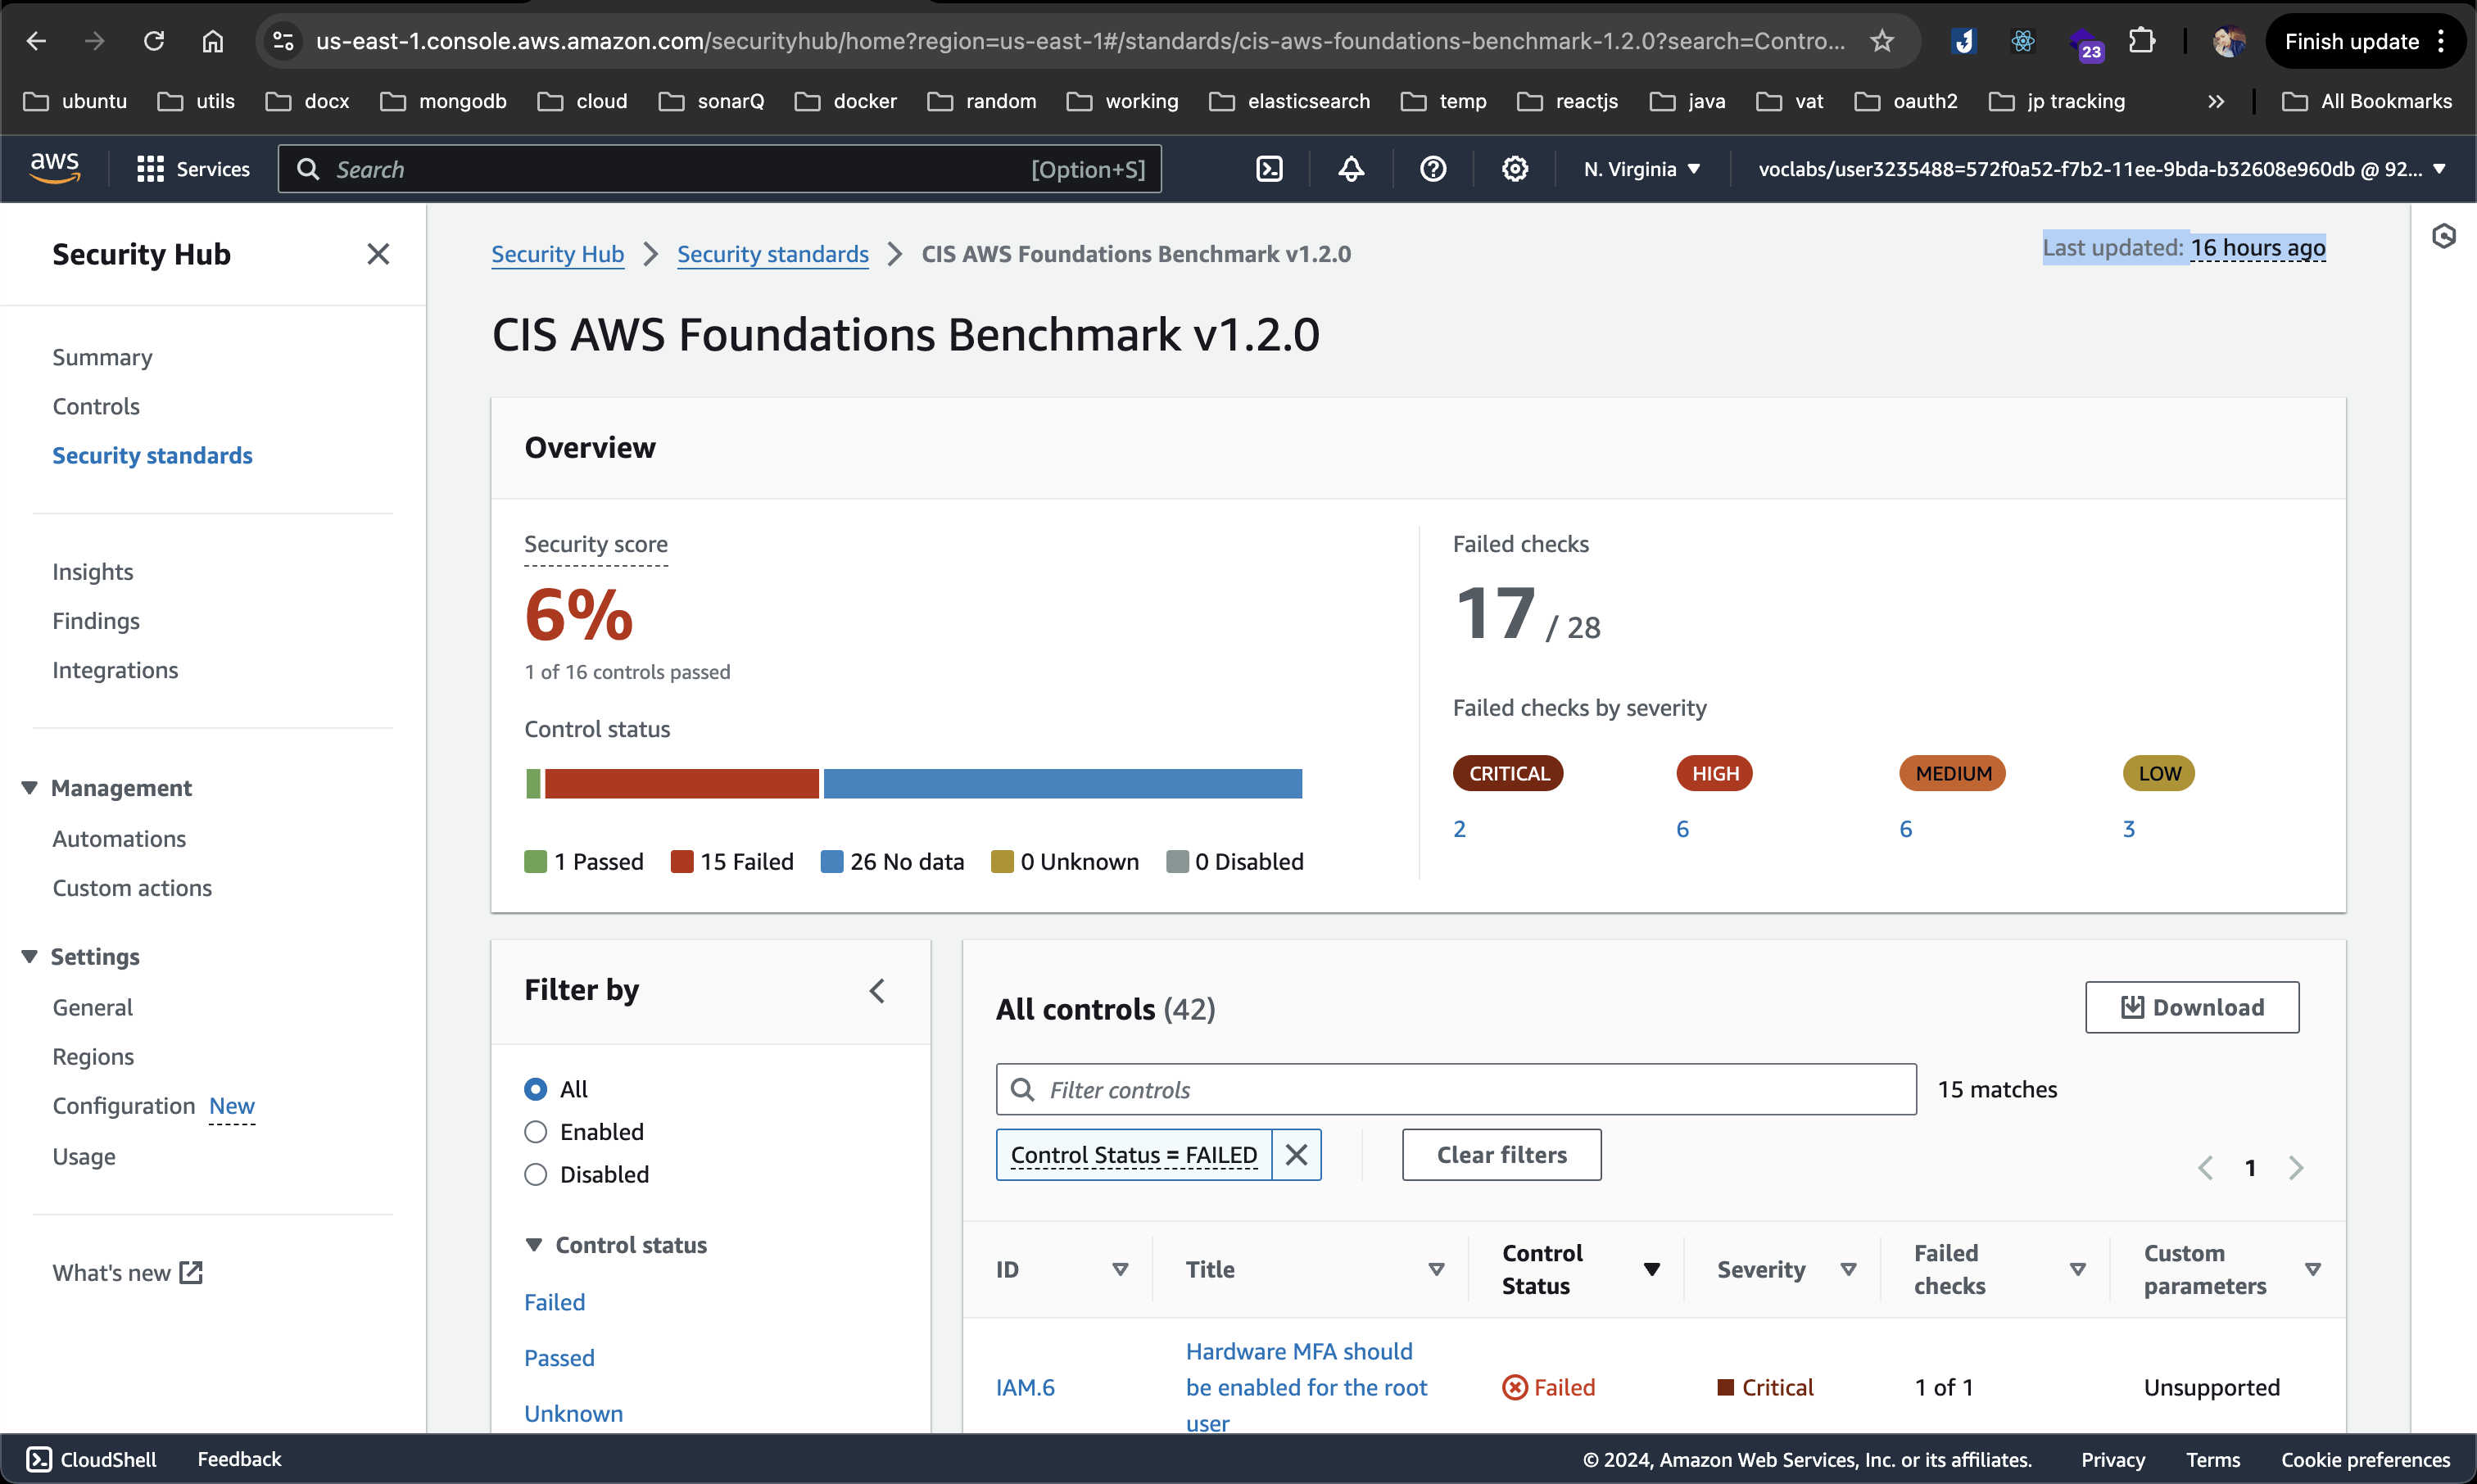 us-east-1.console.aws.amazon.com/securityhub/home?region=us-east-1#/standards/cis-aws-foundations-benchmark-1.2.0?search=Contro...
23
Finish update
ubuntu utils docx mongodb cloud sonarQ docker random working elasticsearch temp reactjs java vat oauth2 jp tracking » All Bookmarks
aws Services Search [Option+S] N. Virginia voclabs/user3235488=572f0a52-f7b2-11ee-9bda-b32608e960db @ 92...
Security Hub
Summary
Controls
Security standards
Insights
Findings
Integrations
Management
Automations
Custom actions
Settings
General
Regions
Configuration New
Usage
What's new
Security Hub > Security standards > CIS AWS Foundations Benchmark v1.2.0
Last updated: 16 hours ago
CIS AWS Foundations Benchmark v1.2.0
Overview
Security score
6%
1 of 16 controls passed
Control status
1 Passed 15 Failed 26 No data 0 Unknown 0 Disabled
Failed checks
17 / 28
Failed checks by severity
CRITICAL HIGH MEDIUM LOW
2 6 6 3
Filter by
All
Enabled
Disabled
Control status
Failed
Passed
Unknown
All controls (42)
Download
Filter controls
15 matches
Control Status = FAILED
Clear filters
1
ID Title Control Status Severity Failed checks Custom parameters
IAM.6
Hardware MFA should
be enabled for the root
user
Failed Critical 1 of 1 Unsupported
CloudShell Feedback
© 2024, Amazon Web Services, Inc. or its affiliates. Privacy Terms Cookie preferences